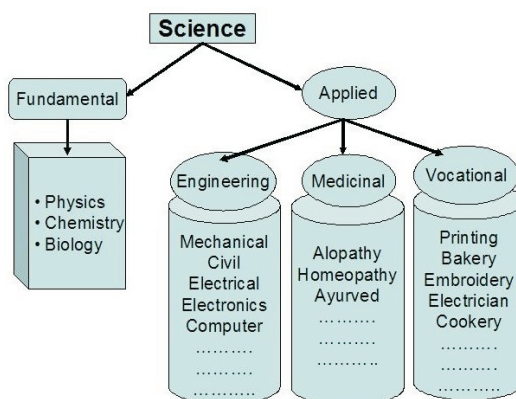 Science
Fundamental
Applied
• Physics
• Chemistry
• Biology
Engineering
Mechanical
Civil
Electrical
Electronics
Computer
……….
……….
………..
Medicinal
Alopathy
Homeopathy
Ayurved
……….
……….
………..
Vocational
Printing
Bakery
Embroidery
Electrician
Cookery
……….
……….
………..